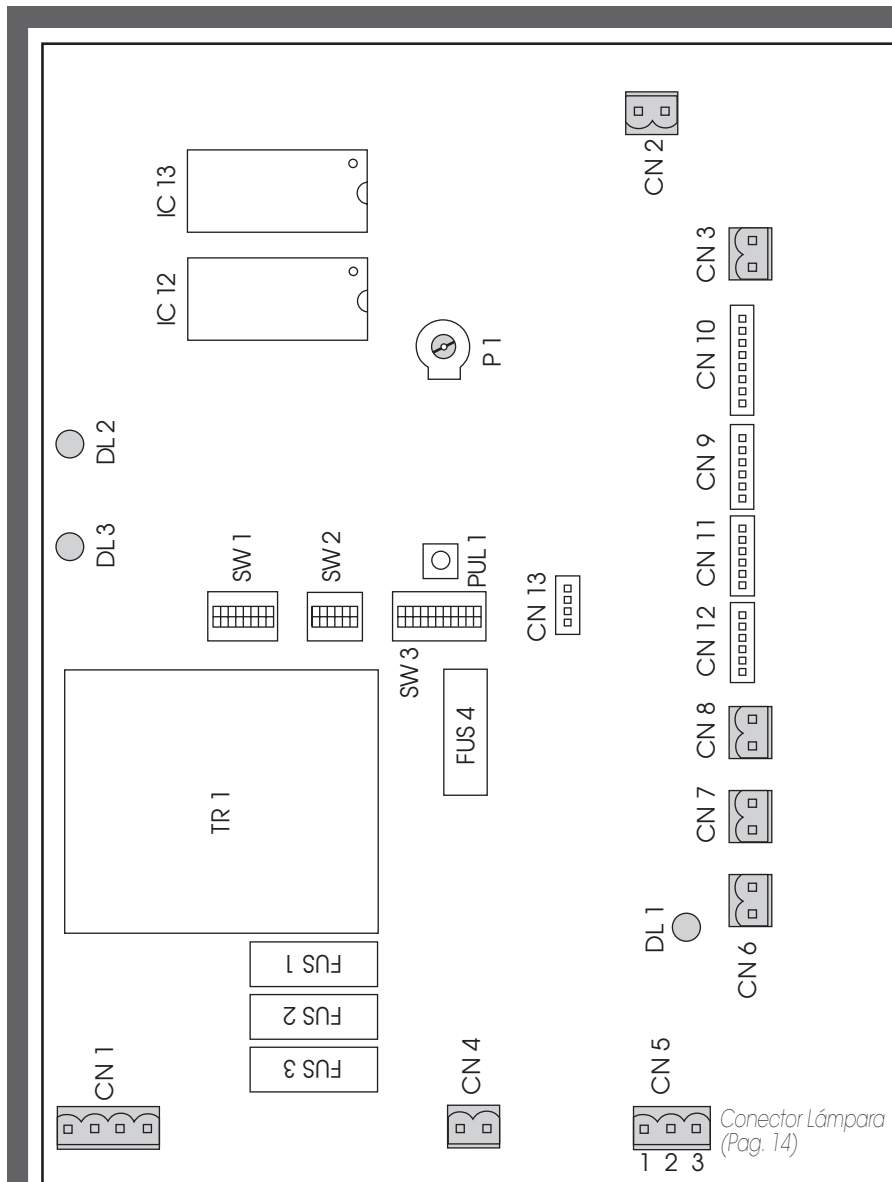 CN 2
IC 13
CN 3
IC 12
CN 10
P 1
DL 2
CN 9
DL 3
SW 1
SW 2
PUL 1
CN 11
CN 13
CN 12
SW 3
FUS 4
CN 8
TR 1
CN 7
DL 1
CN 6
FUS 1
FUS 2
FUS 3
CN 1
CN 4
CN 5
Conector Lámpara
(Pag. 14)
1 2 3